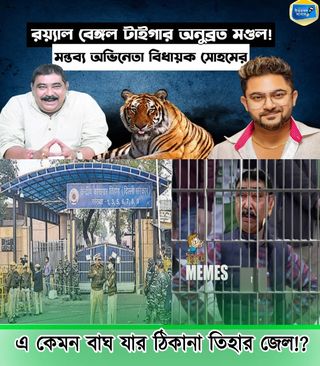 রয়্যাল বেঙ্গল টাইগার অনুব্রত মণ্ডল!
মন্তব্য অভিনেতা বিধায়ক সোহমের
MEMES
এ কেমন বাঘ যার ঠিকানা তিহার জেল!?